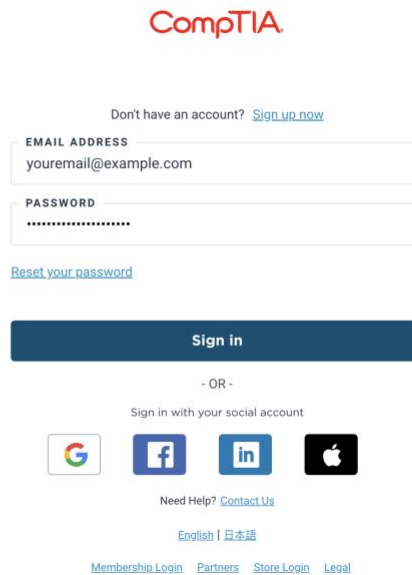 CompTIA.
Don't have an account? Sign up now
EMAIL ADDRESS
youremail@example.com
PASSWORD
•••••••••••••••••••••
Reset your password
Sign in
- OR -
Sign in with your social account
G f in
Need Help? Contact Us
English | 日本語
Membership Login Partners Store Login Legal